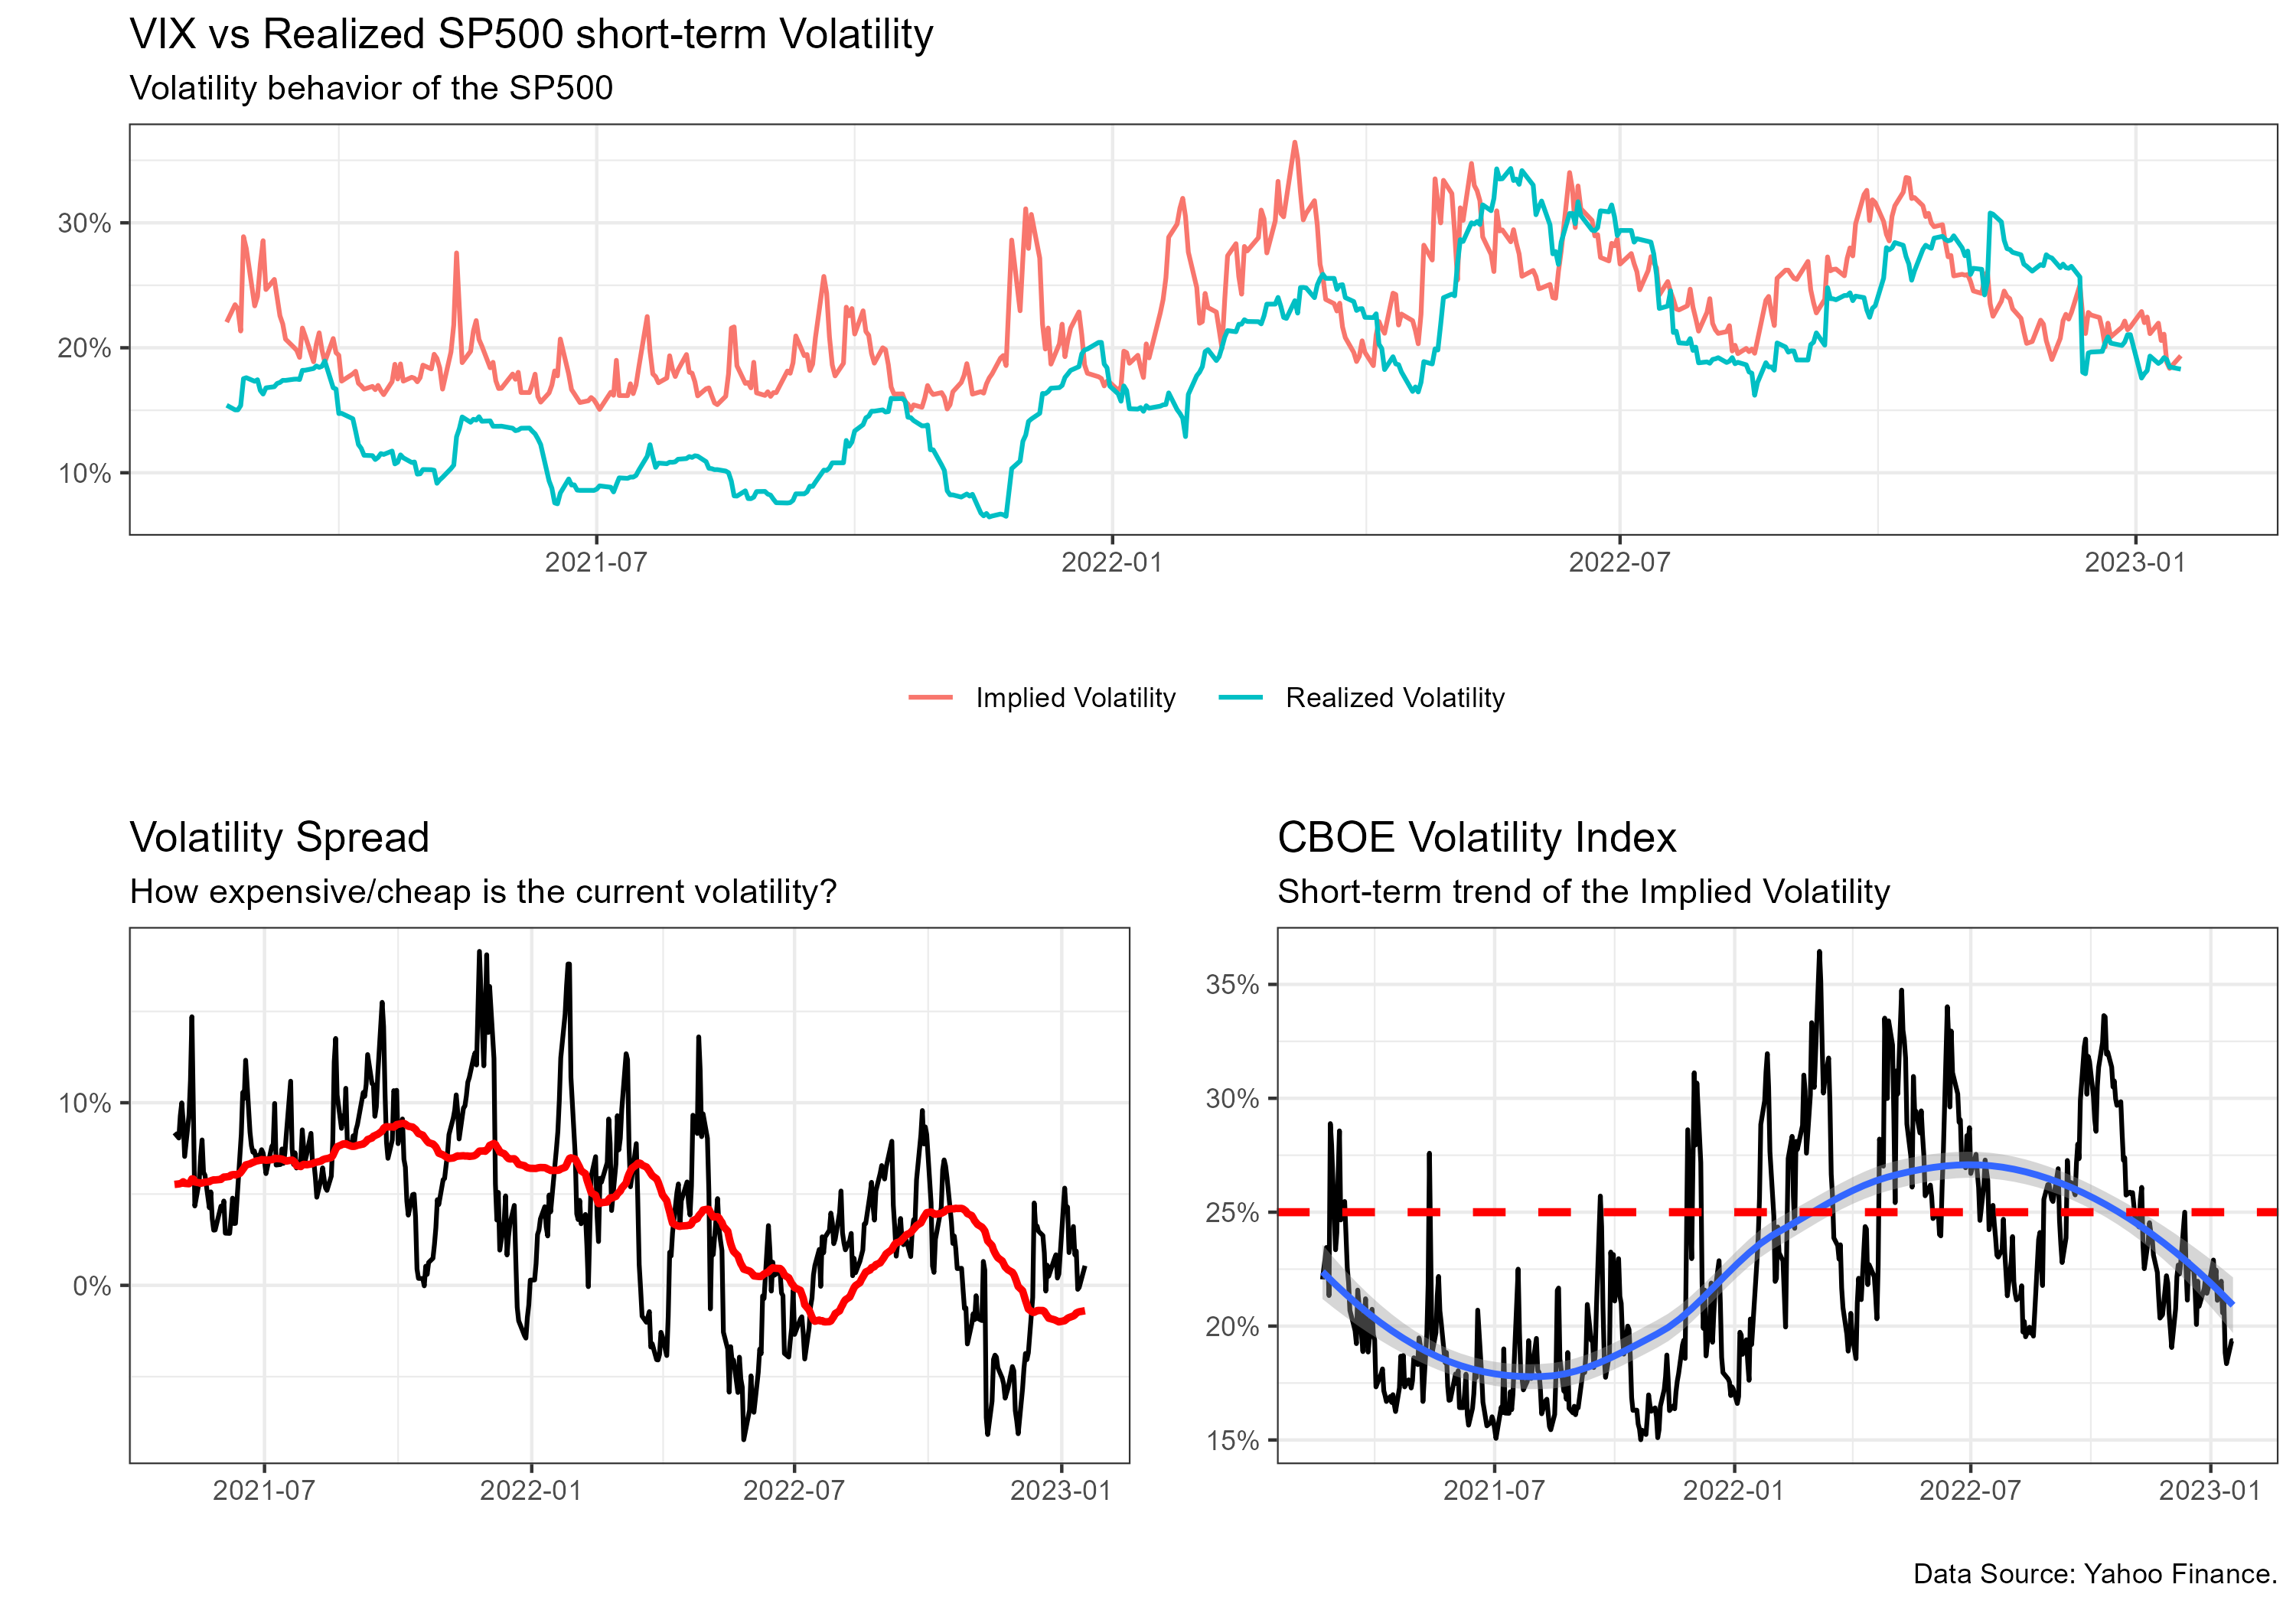 VIX vs Realized SP500 short-term Volatility
Volatility behavior of the SP500
30%
20%
10%
2021-07
2022-01
2022-07
2023-01
Implied Volatility
Realized Volatility
Volatility Spread
How expensive/cheap is the current volatility?
10%
0%
2021-07
2022-01
2022-07
2023-01
CBOE Volatility Index
Short-term trend of the Implied Volatility
35%
30%
25%
20%
15%
2021-07
2022-01
2022-07
2023-01
Data Source: Yahoo Finance.